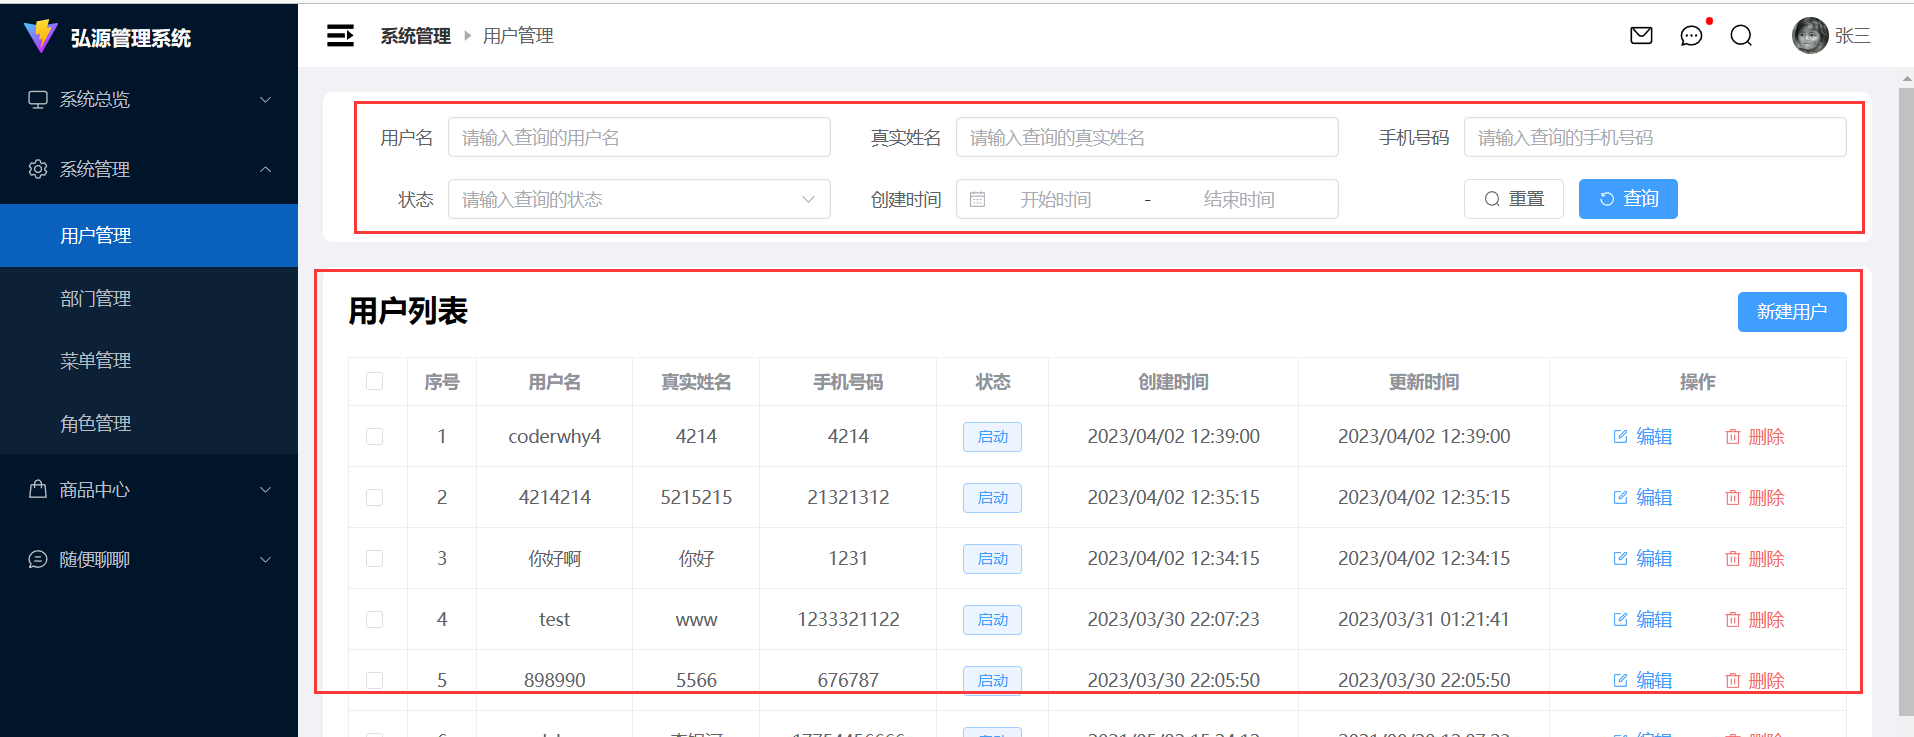 弘源管理系统
系统管理 用户管理
张三
系统总览
系统管理
用户管理
部门管理
菜单管理
角色管理
商品中心
随便聊聊
用户名 请输入查询的用户名 真实姓名 请输入查询的真实姓名 手机号码 请输入查询的手机号码
状态 请输入查询的状态 创建时间 开始时间 - 结束时间 重置 查询
用户列表 新建用户
序号 用户名 真实姓名 手机号码 状态 创建时间 更新时间 操作
1 coderwhy4 4214 4214 启动 2023/04/02 12:39:00 2023/04/02 12:39:00 编辑 删除
2 4214214 5215215 21321312 启动 2023/04/02 12:35:15 2023/04/02 12:35:15 编辑 删除
3 你好啊 你好 1231 启动 2023/04/02 12:34:15 2023/04/02 12:34:15 编辑 删除
4 test www 1233321122 启动 2023/03/30 22:07:23 2023/03/31 01:21:41 编辑 删除
5 898990 5566 676787 启动 2023/03/30 22:05:50 2023/03/30 22:05:50 编辑 删除